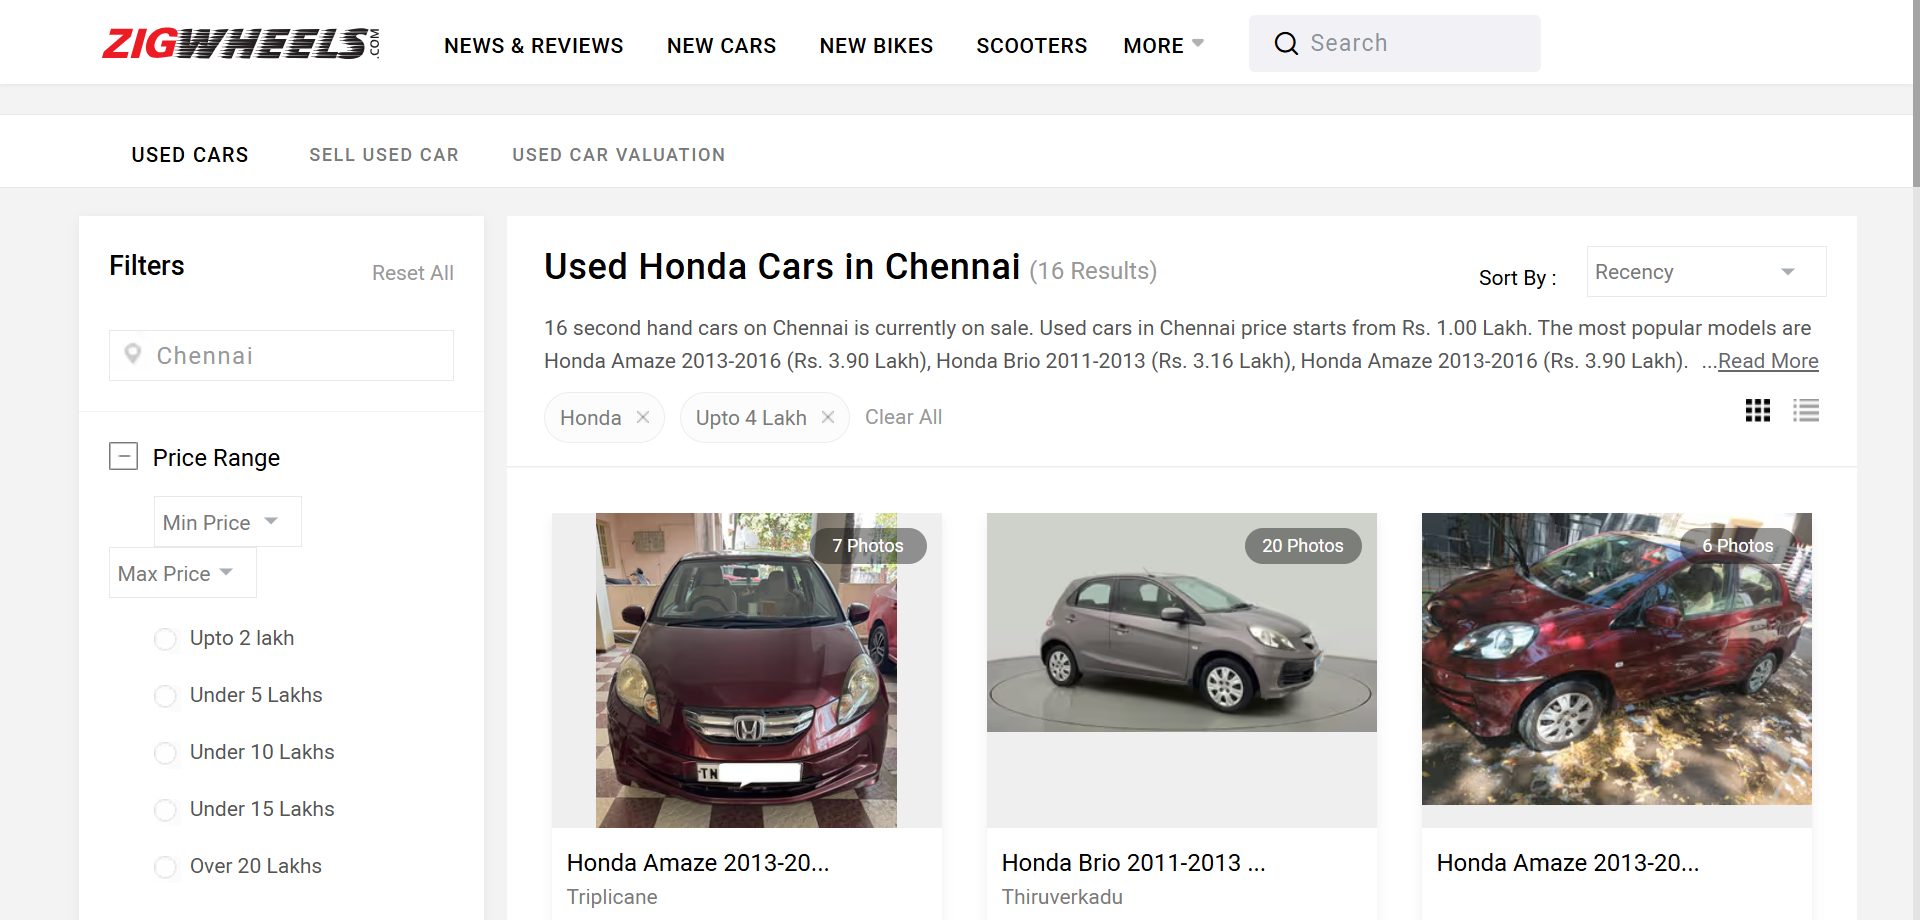 ZIGWHEELS.COM
NEWS & REVIEWS
NEW CARS
NEW BIKES
SCOOTERS
MORE
Search
USED CARS
SELL USED CAR
USED CAR VALUATION
Filters
Reset All
Chennai
Price Range
Min Price
Max Price
Upto 2 lakh
Under 5 Lakhs
Under 10 Lakhs
Under 15 Lakhs
Over 20 Lakhs
Used Honda Cars in Chennai (16 Results)
Sort By :
Recency
16 second hand cars on Chennai is currently on sale. Used cars in Chennai price starts from Rs. 1.00 Lakh. The most popular models are
Honda Amaze 2013-2016 (Rs. 3.90 Lakh), Honda Brio 2011-2013 (Rs. 3.16 Lakh), Honda Amaze 2013-2016 (Rs. 3.90 Lakh). ...Read More
Honda
Upto 4 Lakh
Clear All
7 Photos
TN
Honda Amaze 2013-20...
Triplicane
20 Photos
Honda Brio 2011-2013 ...
Thiruverkadu
6 Photos
Honda Amaze 2013-20...